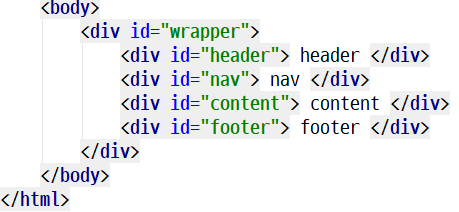 <body>
<div id="wrapper">
<div id="header"> header </div>
<div id="nav"> nav </div>
<div id="content"> content </div>
<div id="footer"> footer </div>
</div>
</body>
</html>